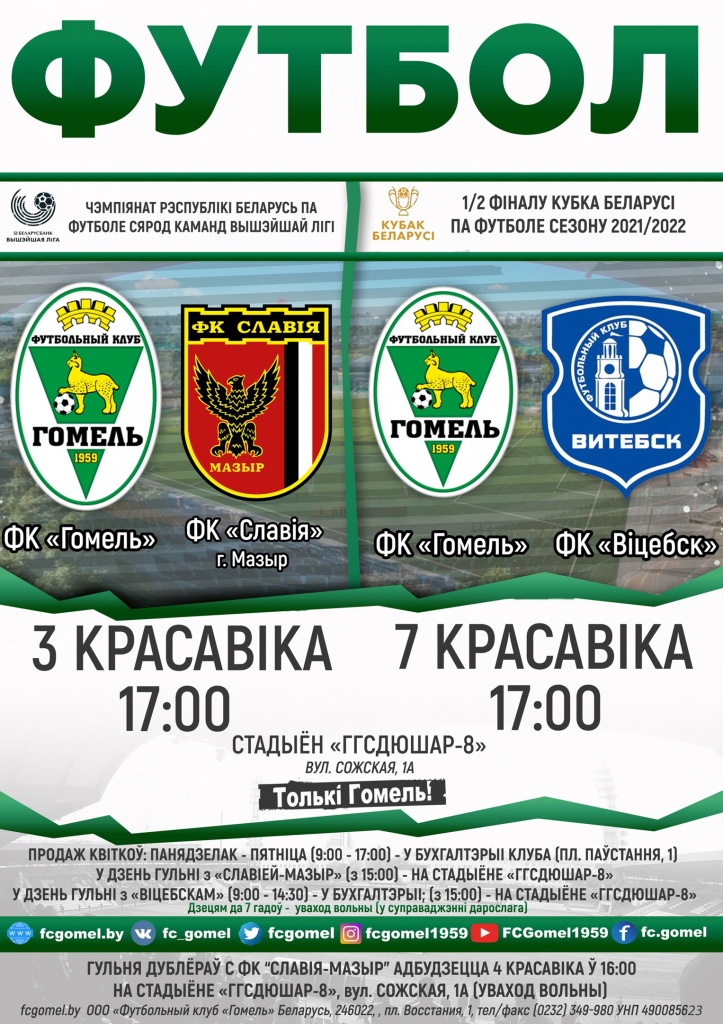 ФУТБОЛ
БЕЛАРУСБАНК
ВЫШЭЙШАЯ ЛІГА
ЧЭМПІЯНАТ РЭСПУБЛІКІ БЕЛАРУСЬ ПА
ФУТБОЛЕ СЯРОД КАМАНД ВЫШЭЙШАЙ ЛІГІ
КУБАК
БЕЛАРУСІ
1/2 ФІНАЛУ КУБКА БЕЛАРУСІ
ПА ФУТБОЛЕ СЕЗОНУ 2021/2022
ФУТБОЛЬНЫЙ КЛУБ
ГОМЕЛЬ
1959
ФК СЛАВІЯ
МАЗЫР
ФУТБОЛЬНЫЙ КЛУБ
ГОМЕЛЬ
1959
ФУТБОЛЬНЫЙ КЛУБ
ВИТЕБСК
ФК «Гомель»
ФК «Славія»
г. Мазыр
ФК «Гомель»
ФК «Віцебск»
3 КРАСАВІКА
17:00
7 КРАСАВІКА
17:00
СТАДЫЁН «ГГСДЮШАР-8»
ВУЛ. СОЖСКАЯ, 1А
Толькі Гомель!
ПРОДАЖ КВІТКОЎ: ПАНЯДЗЕЛАК - ПЯТНІЦА (9:00 - 17:00) - У БУХГАЛТЭРЫІ КЛУБА (ПЛ. ПАЎСТАННЯ, 1)
У ДЗЕНЬ ГУЛЬНІ з «СЛАВІЕЙ-МАЗЫР» (з 15:00) - НА СТАДЫЁНЕ «ГГСДЮШАР-8»
У ДЗЕНЬ ГУЛЬНІ з «ВІЦЕБСКАМ» (9:00 - 14:30) - У БУХГАЛТЭРЫІ; (з 15:00) - НА СТАДЫЁНЕ «ГГСДЮШАР-8»
Дзецям да 7 гадоў - уваход вольны (у суправаджэнні дарослага)
fcgomel.by fc_gomel fcgomel fcgomel1959 FCGomel1959 fc.gomel
ГУЛЬНЯ ДУБЛЁРАЎ С ФК "СЛАВІЯ-МАЗЫР" АДБУДЗЕЦЦА 4 КРАСАВІКА Ў 16:00
НА СТАДЫЁНЕ «ГГСДЮШАР-8», вул. СОЖСКАЯ, 1А (УВАХОД ВОЛЬНЫ)
fcgomel.by ООО «Футбольный клуб «Гомель» Беларусь, 246022, , пл. Восстания, 1, тел/факс (0232) 349-980 УНП 490085623